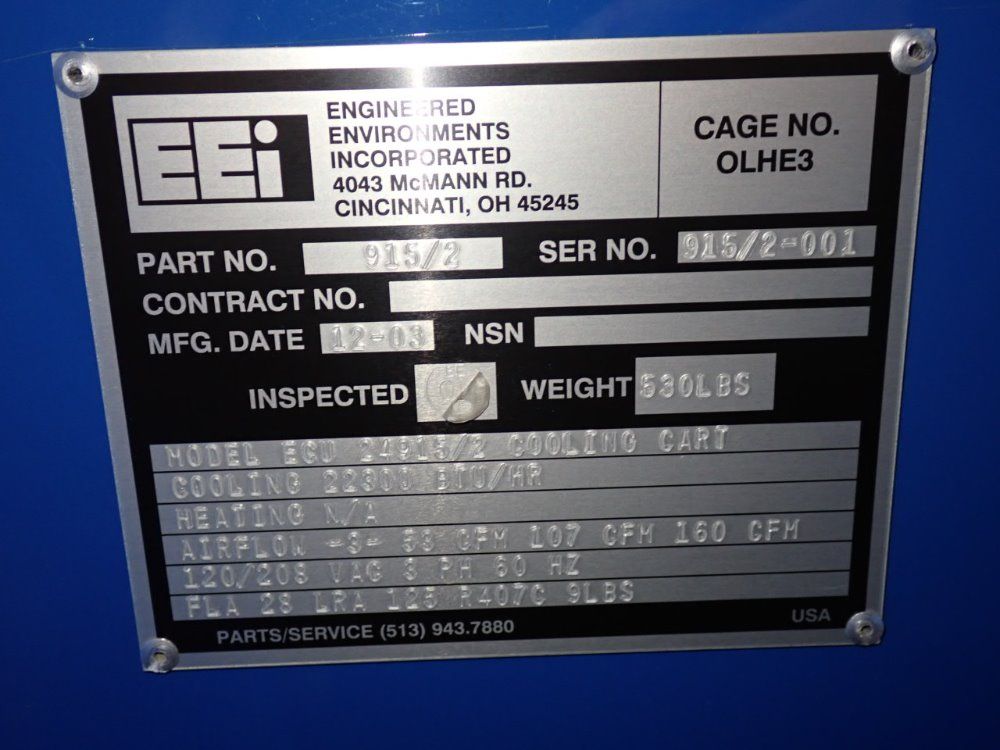 EEi
ENGINEERED
ENVIRONMENTS
INCORPORATED
4043 McMANN RD.
CINCINNATI, OH 45245
CAGE NO.
OLHE3
PART NO. 915/2 SER NO. 915/2-001
CONTRACT NO.
MFG. DATE 12-03 NSN
INSPECTED WEIGHT 530LBS
MODEL ECU 24915/2 COOLING CART
COOLING BTU/HR
HEATING N/A
AIRFLOW -3- 53 CFM 107 CFM 160 CFM
120/208 VAC 3 PH 60 HZ
FLA 28 LRA 125 R407C 9LBS
PARTS/SERVICE (513) 943.7880
USA